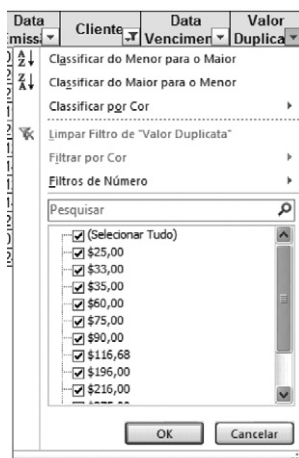 Data Cliente Data Valor
Vencimen Duplica
Classificar do Menor para o Maior
Classificar do Maior para o Menor
Classificar por Cor
Limpar Filtro de "Valor Duplicata"
Filtrar por Cor
Filtros de Número
Pesquisar
(Selecionar Tudo)
$25,00
$33,00
$35,00
$60,00
$75,00
$90,00
$116,68
$196,00
$216,00
OK Cancelar